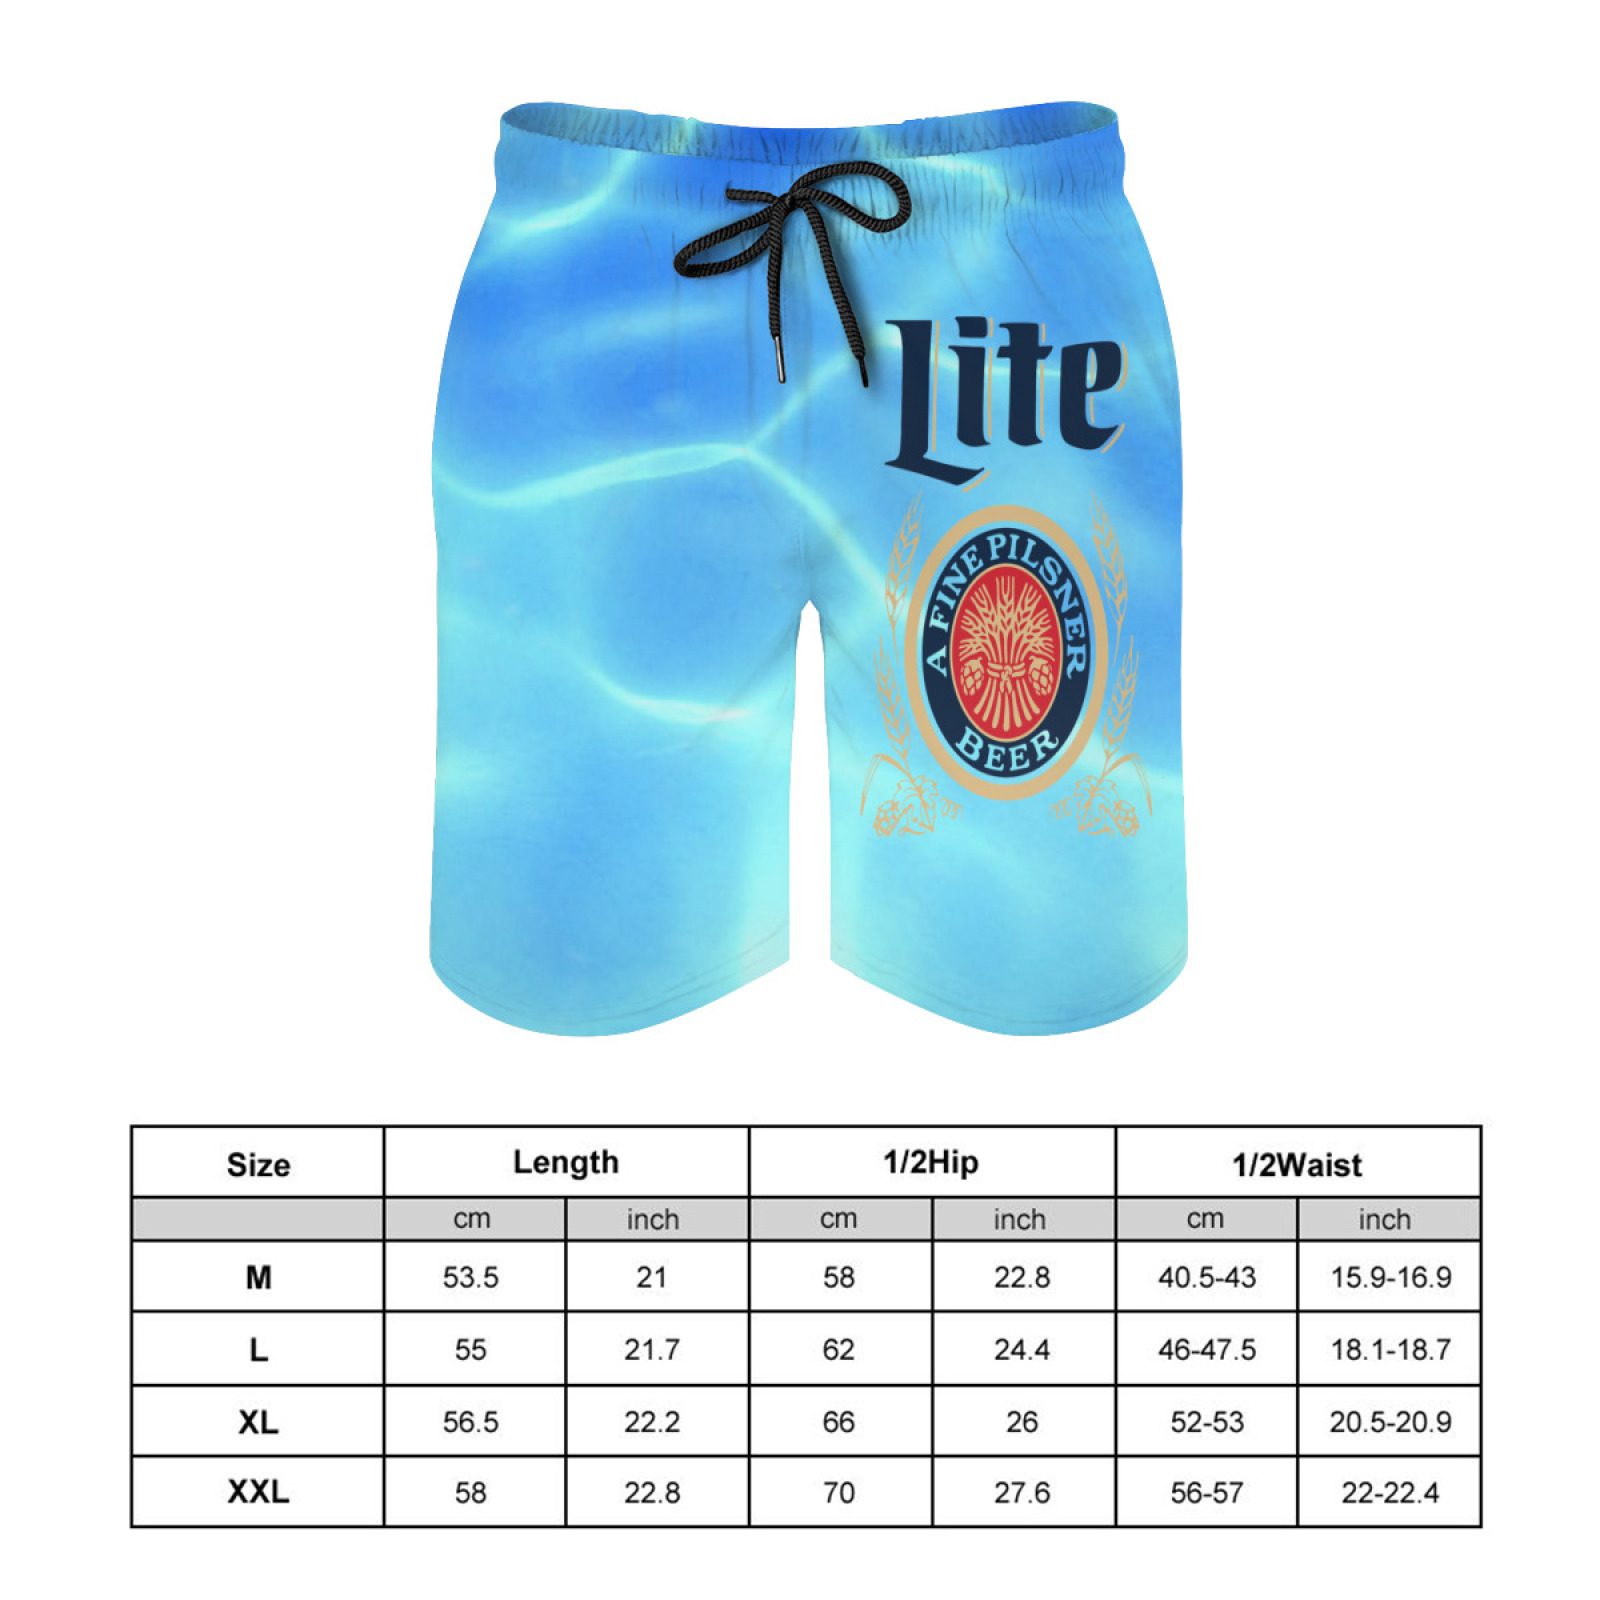 Lite
A FINE PILSNER
BEER
Size Length 1/2Hip 1/2Waist
cm inch cm inch cm inch
M 53.5 21 58 22.8 40.5-43 15.9-16.9
L 55 21.7 62 24.4 46-47.5 18.1-18.7
XL 56.5 22.2 66 26 52-53 20.5-20.9
XXL 58 22.8 70 27.6 56-57 22-22.4